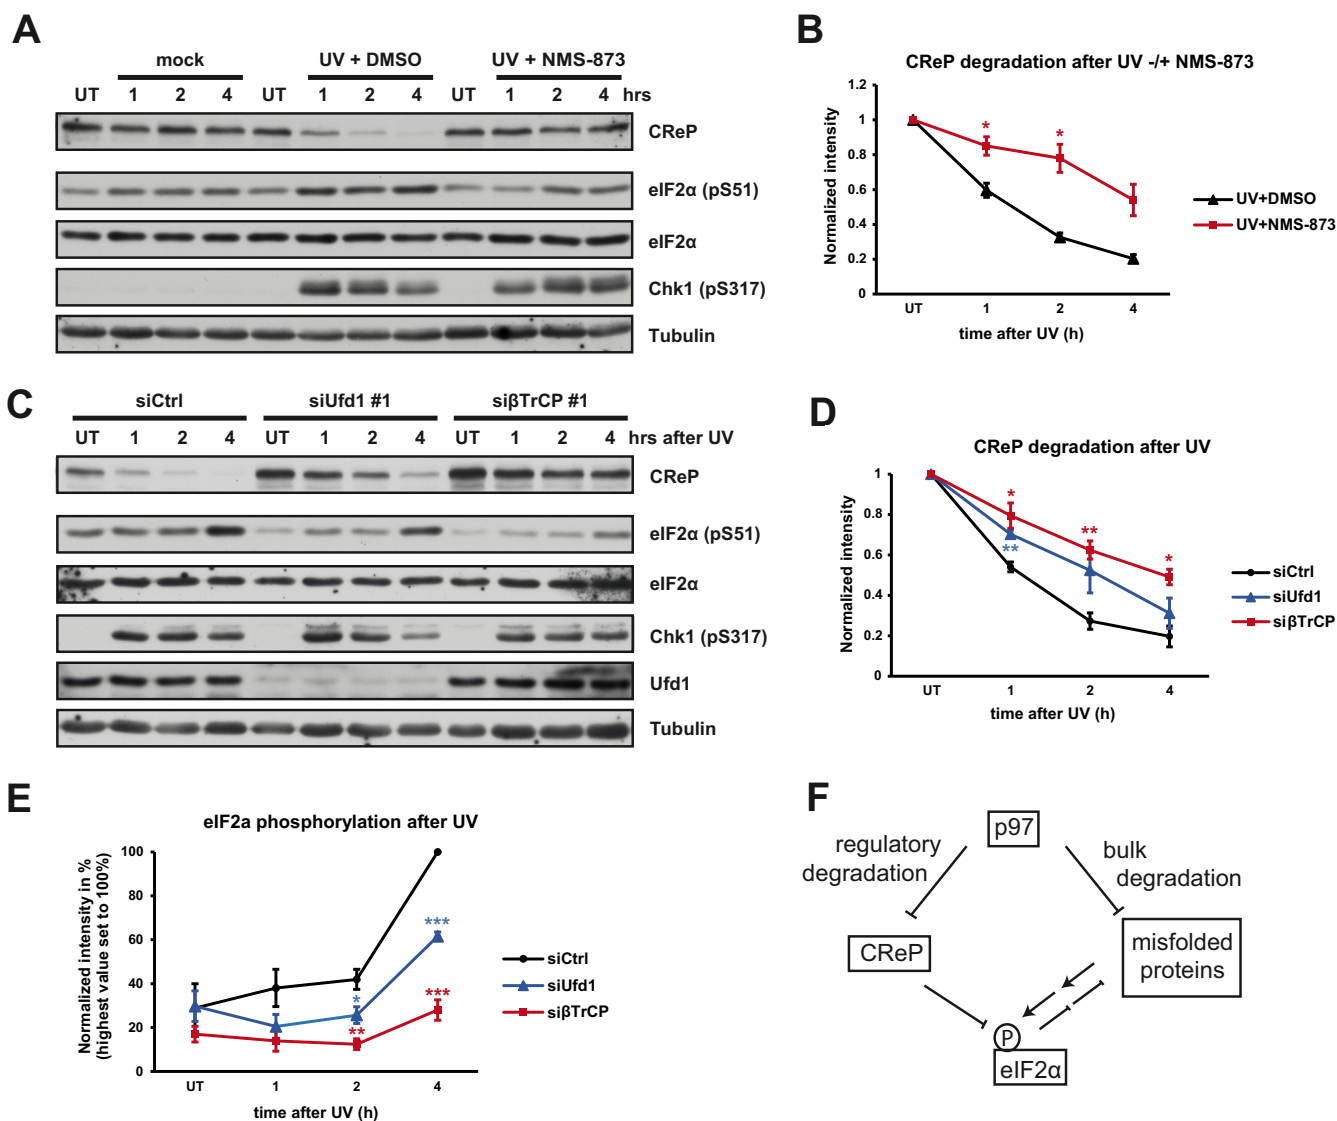 A
mock
UV + DMSO
UV + NMS-873
UT 1 2 4 UT 1 2 4 UT 1 2 4 hrs
CReP
eIF2α (pS51)
eIF2α
Chk1 (pS317)
Tubulin
B
CReP degradation after UV -/+ NMS-873
Normalized intensity
1.2
1
0.8
0.6
0.4
0.2
0
* *
UT 1 2 4
time after UV (h)
UV+DMSO
UV+NMS-873
C
siCtrl
siUfd1 #1
siβTrCP #1
UT 1 2 4 UT 1 2 4 UT 1 2 4 hrs after UV
CReP
eIF2α (pS51)
eIF2α
Chk1 (pS317)
Ufd1
Tubulin
D
CReP degradation after UV
Normalized intensity
1
0.8
0.6
0.4
0.2
0
* ** *
**
UT 1 2 4
time after UV (h)
siCtrl
siUfd1
siβTrCP
E
eIF2a phosphorylation after UV
Normalized intensity in %
(highest value set to 100%)
100
80
60
40
20
0
* ***
** ***
UT 1 2 4
time after UV (h)
siCtrl
siUfd1
siβTrCP
F
p97
regulatory
degradation
bulk
degradation
CReP
misfolded
proteins
P
eIF2α